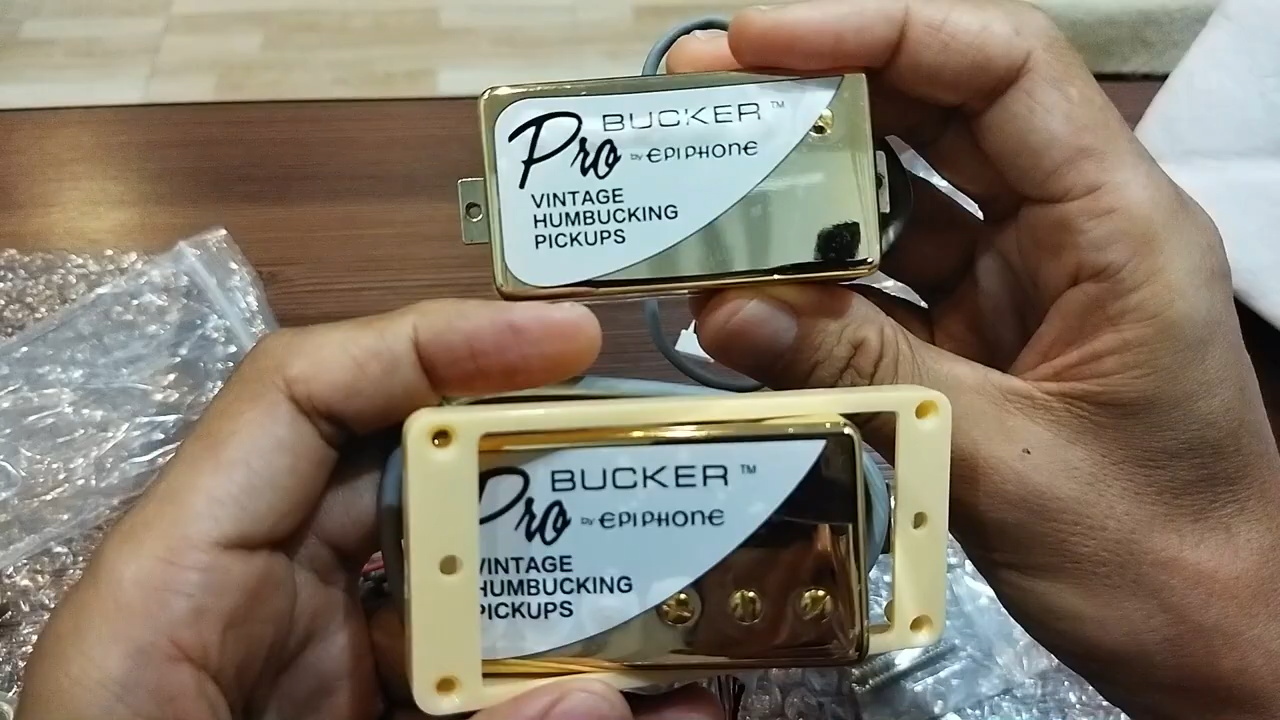 Pro BUCKER™
by EPIPHONE
VINTAGE
HUMBUCKING
PICKUPS
Pro BUCKER™
by EPIPHONE
VINTAGE
HUMBUCKING
PICKUPS